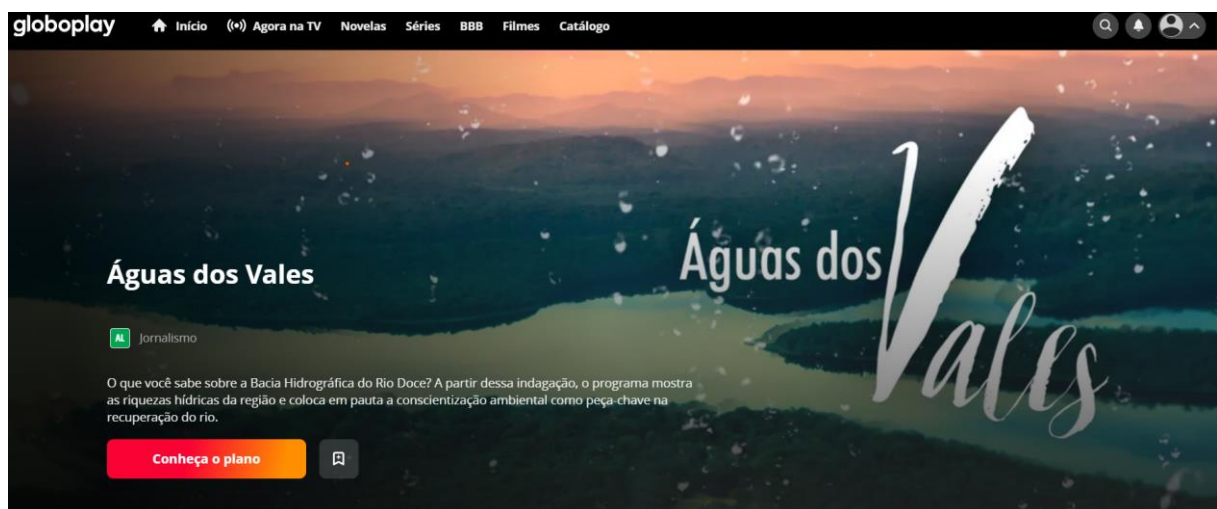 globoplay Início Agora na TV Novelas Séries BBB Filmes Catálogo
Águas dos Vales
Águas dos Vales
AL Jornalismo
O que você sabe sobre a Bacia Hidrográfica do Rio Doce? A partir dessa indagação, o programa mostra
as riquezas hídricas da região e coloca em pauta a conscientização ambiental como peça-chave na
recuperação do rio.
Conheça o plano